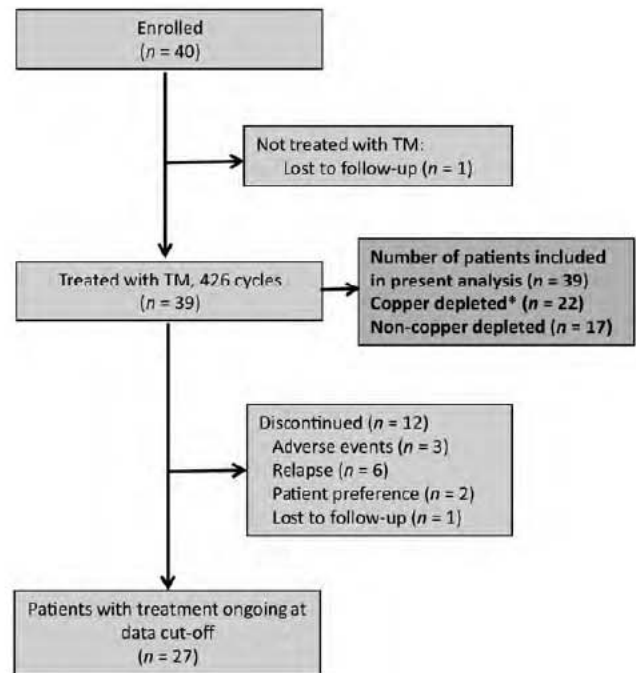 Enrolled
(n = 40)
Not treated with TM:
Lost to follow-up (n = 1)
Treated with TM, 426 cycles
(n = 39)
Number of patients included
in present analysis (n = 39)
Copper depleted* (n = 22)
Non-copper depleted (n = 17)
Discontinued (n = 12)
Adverse events (n = 3)
Relapse (n = 6)
Patient preference (n = 2)
Lost to follow-up (n = 1)
Patients with treatment ongoing at
data cut-off
(n = 27)